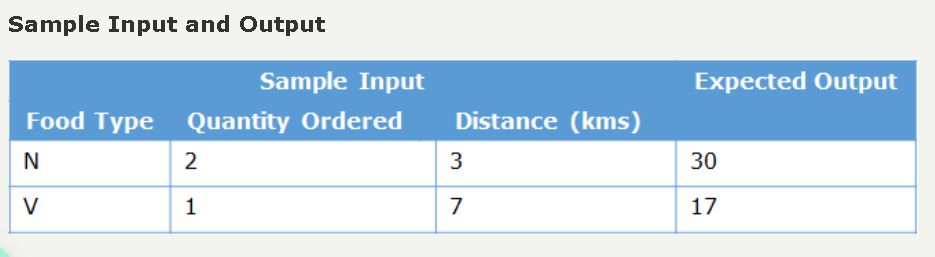 Sample Input and Output
Sample Input Expected Output
Food Type Quantity Ordered Distance (kms)
N 2 3 30
V 1 7 17